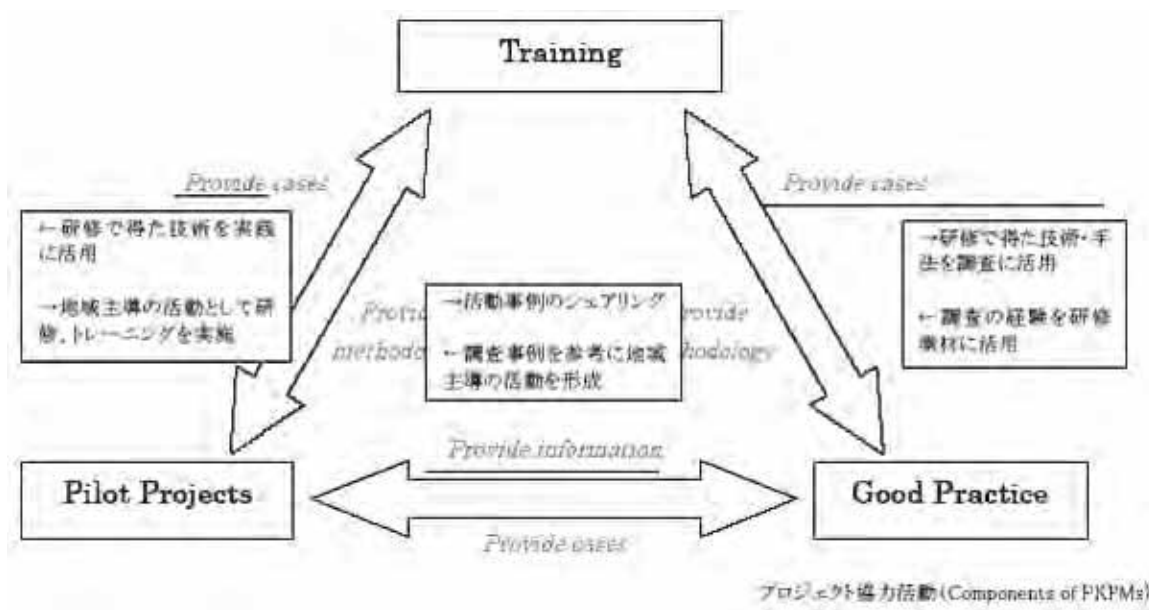 Training
Provide cases
Provide cases
←研修で得た技術を実践
に活用
→地域主導の活動として研
修、トレーニングを実施
→研修で得た技術・手
法を調査に活用
←調査の経験を研修
に活用
→活動事例のシェアリング
←調査事例を参考に地域
主導の活動を形成
Provide information
Pilot Projects
Good Practice
Provide cases
プロジェクト協力活動(Components of PKPMs)